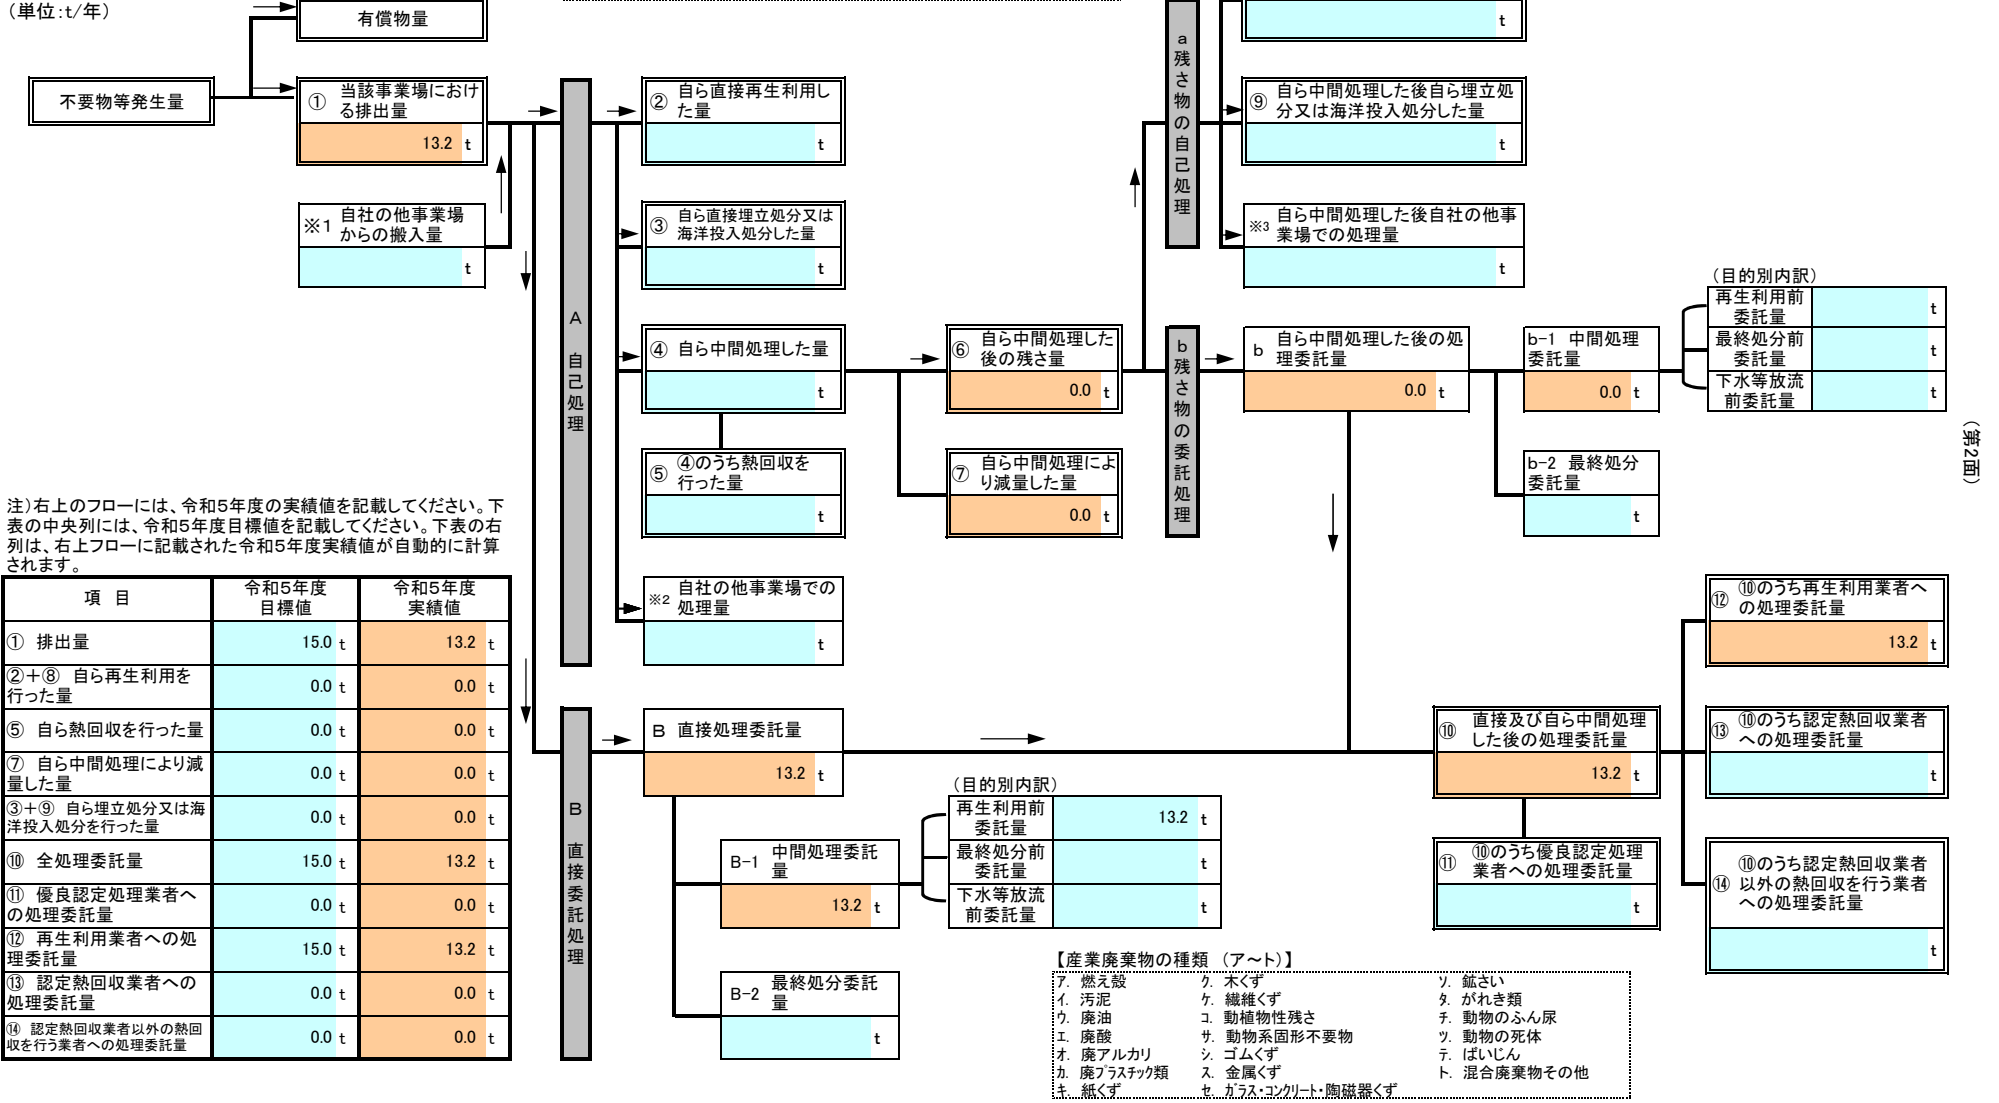 （単位:t/年）
有償物量
不要物等発生量
① 当該事業場におけ
る排出量
13.2 t
※1 自社の他事業場
からの搬入量
t
A 自己処理
② 自ら直接再生利用し
た量
t
③ 自ら直接埋立処分又は
海洋投入処分した量
t
④ 自ら中間処理した量
t
⑤ ④のうち熱回収を
行った量
t
※2 自社の他事業場での
処理量
t
⑥ 自ら中間処理した
後の残さ量
0.0 t
⑦ 自ら中間処理によ
り減量した量
0.0 t
a 残さ物の自己処理
t
⑨ 自ら中間処理した後自ら埋立処
分又は海洋投入処分した量
t
※3 自ら中間処理した後自社の他事
業場での処理量
t
b 残さ物の委託処理
b 自ら中間処理した後の処
理委託量
0.0 t
b-1 中間処理
委託量
0.0 t
b-2 最終処分
委託量
t
（目的別内訳）
再生利用前
委託量
t
最終処分前
委託量
t
下水等放流
前委託量
t
（第2面）
注）右上のフローには、令和5年度の実績値を記載してください。下
表の中央列には、令和5年度目標値を記載してください。下表の右
列は、右上フローに記載された令和5年度実績値が自動的に計算
されます。
項 目 令和5年度 目標値 令和5年度 実績値
① 排出量 15.0 t 13.2 t
②＋⑧ 自ら再生利用を
行った量 0.0 t 0.0 t
⑤ 自ら熱回収を行った量 0.0 t 0.0 t
⑦ 自ら中間処理により減
量した量 0.0 t 0.0 t
③＋⑨ 自ら埋立処分又は海
洋投入処分を行った量 0.0 t 0.0 t
⑩ 全処理委託量 15.0 t 13.2 t
⑪ 優良認定処理業者へ
の処理委託量 0.0 t 0.0 t
⑫ 再生利用業者への処
理委託量 15.0 t 13.2 t
⑬ 認定熱回収業者への
処理委託量 0.0 t 0.0 t
⑭ 認定熱回収業者以外の熱回
収を行う業者への処理委託量 0.0 t 0.0 t
B 直接委託処理
B 直接処理委託量
13.2 t
B-1 中間処理委託
量
13.2 t
B-2 最終処分委託
量
t
（目的別内訳）
再生利用前
委託量
13.2 t
最終処分前
委託量
t
下水等放流
前委託量
t
⑩ 直接及び自ら中間処理
した後の処理委託量
13.2 t
⑪ ⑩のうち優良認定処理
業者への処理委託量
t
⑫ ⑩のうち再生利用業者へ
の処理委託量
13.2 t
⑬ ⑩のうち認定熱回収業者
への処理委託量
t
⑭ ⑩のうち認定熱回収業者
以外の熱回収を行う業者
への処理委託量
t
【産業廃棄物の種類 （ア～ト）】
ア. 燃え殻 ク. 木くず ソ. 鉱さい
イ. 汚泥 ケ. 繊維くず タ. がれき類
ウ. 廃油 コ. 動植物性残さ チ. 動物のふん尿
エ. 廃酸 サ. 動物系固形不要物 ツ. 動物の死体
オ. 廃アルカリ シ. ゴムくず テ. ばいじん
カ. 廃プラスチック類 ス. 金属くず ト. 混合廃棄物その他
キ. 紙くず セ. ガラス・コンクリート・陶磁器くず